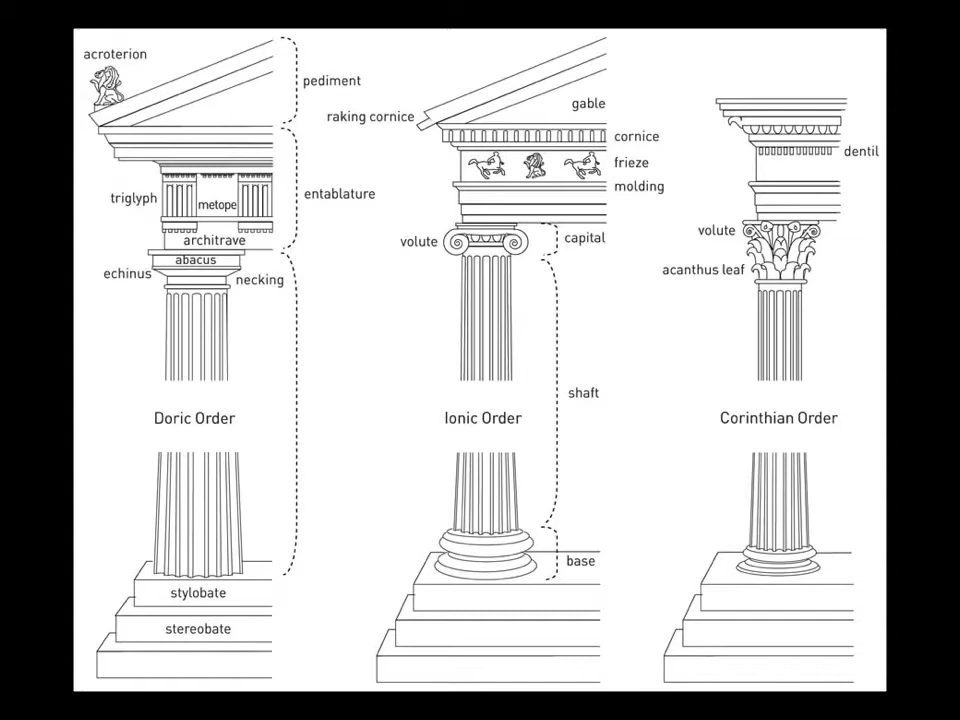 acroterion
pediment
raking cornice
gable
cornice
frieze
molding
dentil
triglyph
metope
entablature
architrave
abacus
echinus
necking
volute
capital
volute
acanthus leaf
shaft
Doric Order
Ionic Order
Corinthian Order
base
stylobate
stereobate